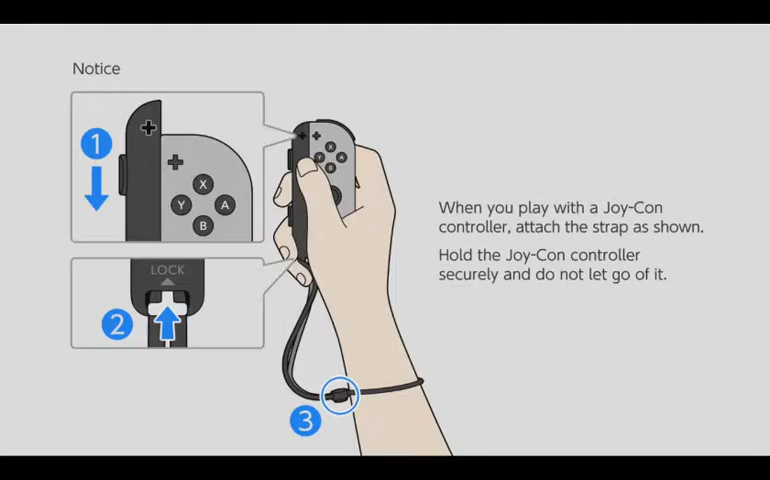 Notice
1
X
Y
A
B
X
Y
A
B
LOCK
2
3
When you play with a Joy-Con
controller, attach the strap as shown.
Hold the Joy-Con controller
securely and do not let go of it.